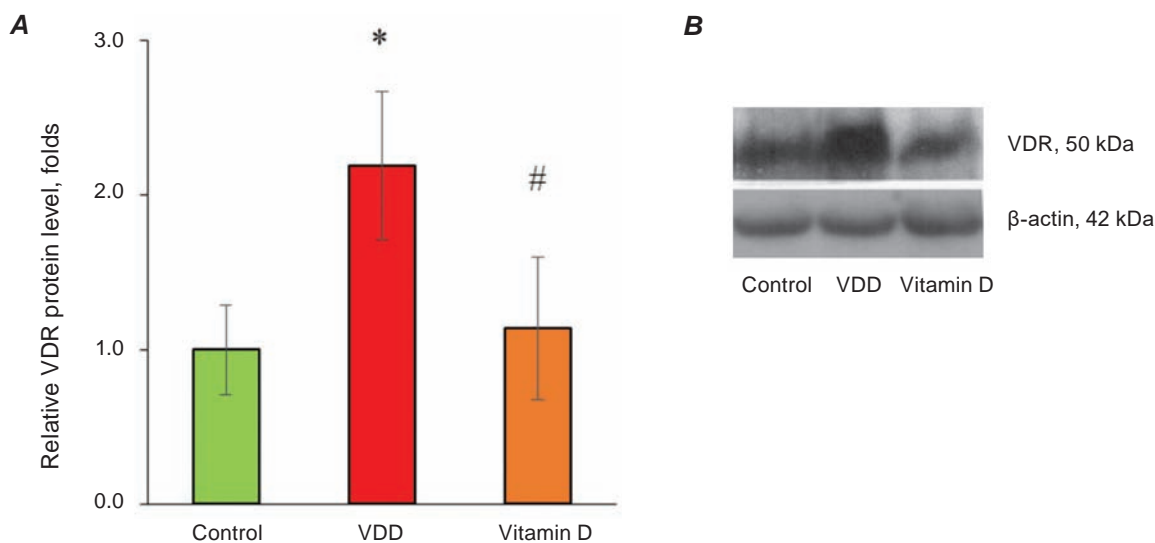 A
Relative VDR protein level, folds
3.0
2.0
1.0
0.0
*
#
Control VDD Vitamin D
B
VDR, 50 kDa
β-actin, 42 kDa
Control VDD Vitamin D